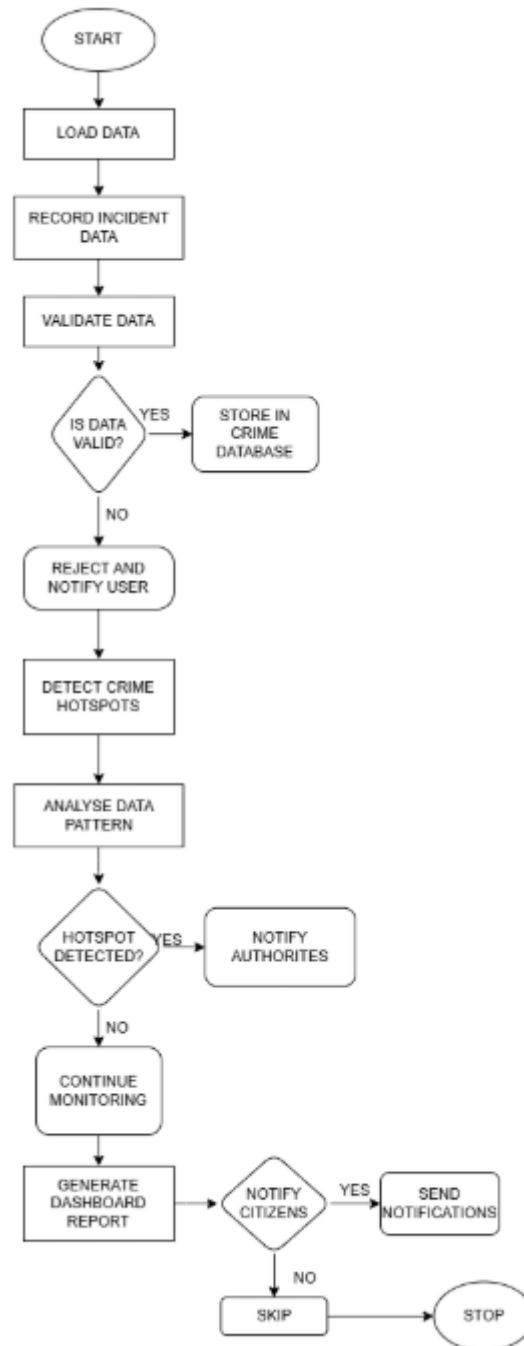 START
LOAD DATA
RECORD INCIDENT
DATA
VALIDATE DATA
IS DATA
VALID?
YES
STORE IN
CRIME
DATABASE
NO
REJECT AND
NOTIFY USER
DETECT CRIME
HOTSPOTS
ANALYSE DATA
PATTERN
HOTSPOT
DETECTED?
YES
NOTIFY
AUTHORITES
NO
CONTINUE
MONITORING
GENERATE
DASHBOARD
REPORT
NOTIFY
CITIZENS
YES
SEND
NOTIFICATIONS
NO
SKIP
STOP